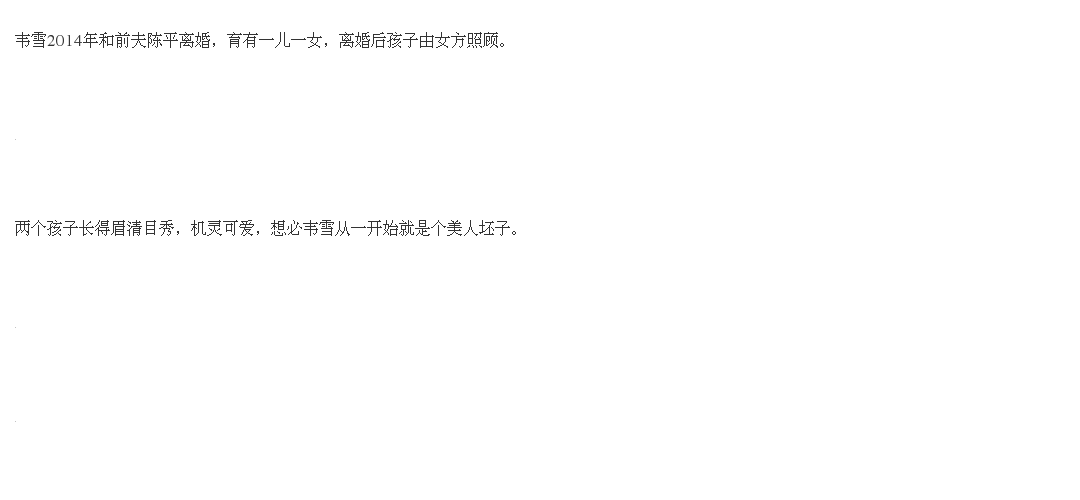 韦雪2014年和前夫陈平离婚，育有一儿一女，离婚后孩子由女方照顾。
两个孩子长得眉清目秀，机灵可爱，想必韦雪从一开始就是个美人坯子。